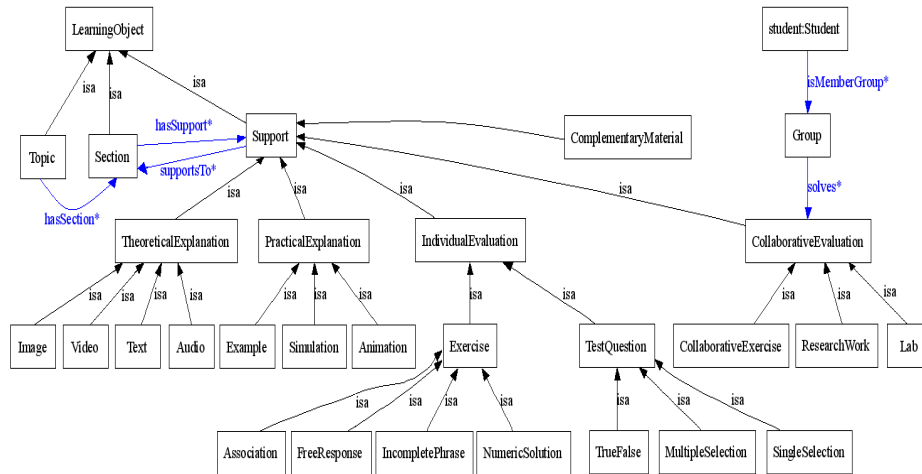 LearningObject
student:Student
isa
isa
isa
isMemberGroup*
hasSupport*
Topic
Section
Support
ComplementaryMaterial
Group
supportsTo*
hasSection*
isa
isa
isa
isa
solves*
TheoreticalExplanation
PracticalExplanation
IndividualEvaluation
CollaborativeEvaluation
isa
isa
isa
isa
isa
isa
isa
isa
isa
isa
isa
isa
Image
Video
Text
Audio
Example
Simulation
Animation
Exercise
TestQuestion
CollaborativeExercise
ResearchWork
Lab
isa
isa
isa
isa
isa
isa
isa
Association
FreeResponse
IncompletePhrase
NumericSolution
TrueFalse
MultipleSelection
SingleSelection